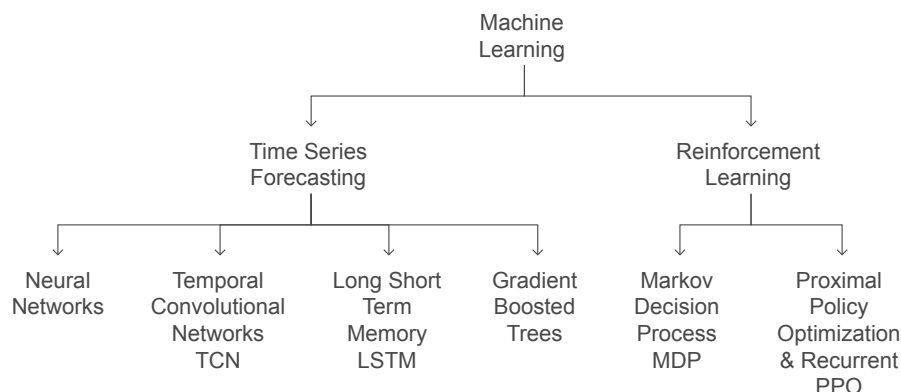 Machine
Learning
Time Series
Forecasting
Reinforcement
Learning
Neural
Networks
Temporal
Convolutional
Networks
TCN
Long Short
Term
Memory
LSTM
Gradient
Boosted
Trees
Markov
Decision
Process
MDP
Proximal
Policy
Optimization
& Recurrent
PPO